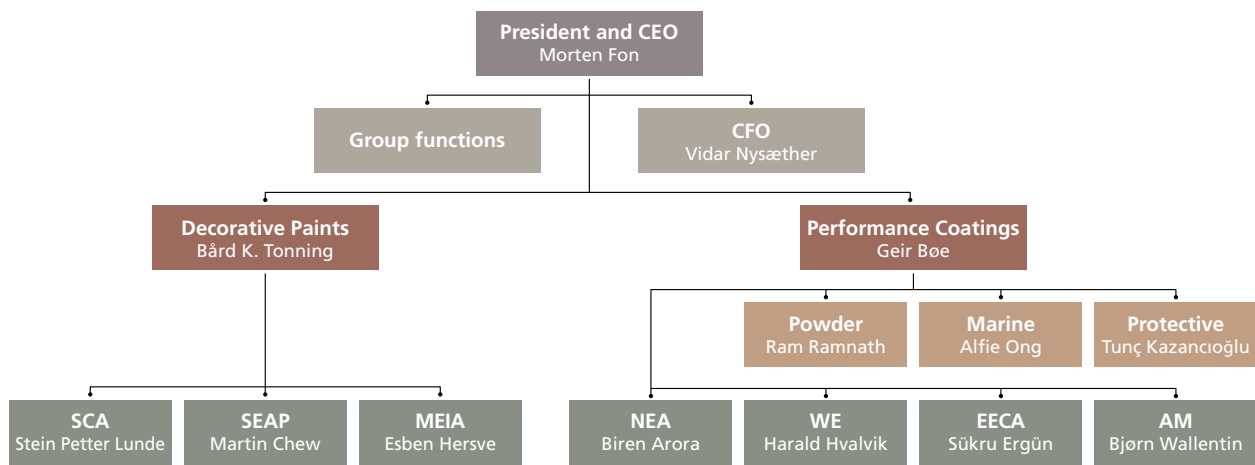 President and CEO
Morten Fon
Group functions
CFO
Vidar Nysæther
Decorative Paints
Bård K. Tonning
Performance Coatings
Geir Bøe
Powder
Ram Ramnath
Marine
Alfie Ong
Protective
Tunç Kazancıoğlu
SCA
Stein Petter Lunde
SEAP
Martin Chew
MEIA
Esben Hersve
NEA
Biren Arora
WE
Harald Hvalvik
EECA
Sükru Ergün
AM
Bjørn Wallentin